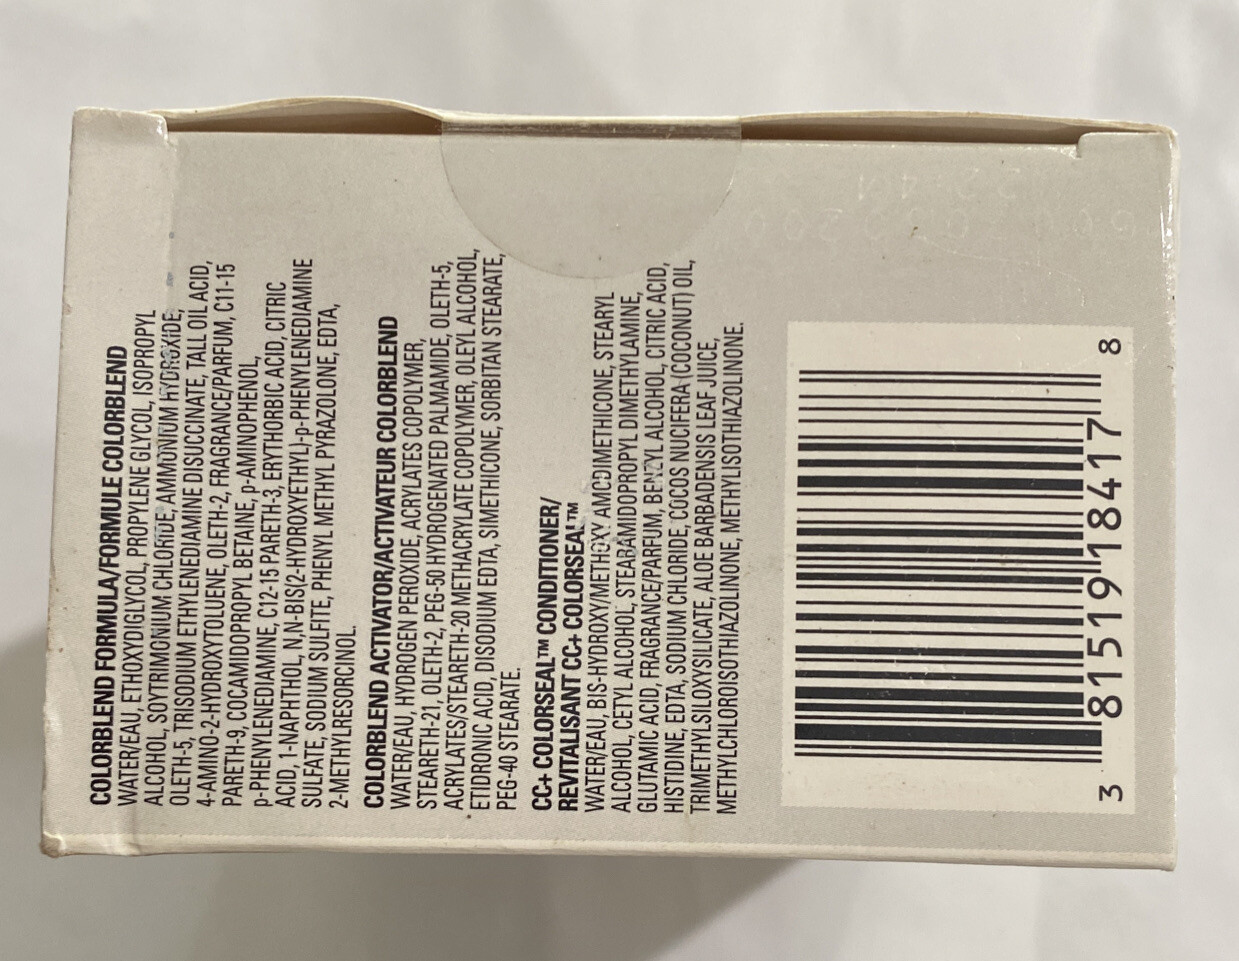 COLORBLEND FORMULA/FORMULE COLORBLEND
WATER/EAU, ETHOXYDIGLYCOL, PROPYLENE GLYCOL, ISOPROPYL
ALCOHOL, SOYTRIMONIUM CHLORIDE, AMMONIUM HYDROXIDE,
OLETH-5, TRISODIUM ETHYLENEDIAMINE DISUCCINATE, TALL OIL ACID,
4-AMINO-2-HYDROXYTOLUENE, OLETH-2, FRAGRANCE/PARFUM, C11-15
PARETH-9, COCAMIDOPROPYL BETAINE, p-AMINOPHENOL,
p-PHENYLENEDIAMINE, C12-15 PARETH-3, ERYTHORBIC ACID, CITRIC
ACID, 1-NAPHTHOL, N,N-BIS(2-HYDROXYETHYL)-p-PHENYLENEDIAMINE
SULFATE, SODIUM SULFITE, PHENYL METHYL PYRAZOLONE, EDTA,
2-METHYLRESORCINOL.
COLORBLEND ACTIVATOR/ACTIVATEUR COLORBLEND
WATER/EAU, HYDROGEN PEROXIDE, ACRYLATES COPOLYMER,
STEARETH-21, OLETH-2, PEG-50 HYDROGENATED PALMAMIDE, OLETH-5,
ACRYLATES/STEARETH-20 METHACRYLATE COPOLYMER, OLEYL ALCOHOL,
ETIDRONIC ACID, DISODIUM EDTA, SIMETHICONE, SORBITAN STEARATE,
PEG-40 STEARATE.
CC+ COLORSEAL™ CONDITIONER/
REVITALISANT CC+ COLORSEAL™
WATER/EAU, BIS-HYDROXY/METHOXY AMODIMETHICONE, STEARYL
ALCOHOL, CETYL ALCOHOL, STEARAMIDOPROPYL DIMETHYLAMINE,
GLUTAMIC ACID, FRAGRANCE/PARFUM, BENZYL ALCOHOL, CITRIC ACID,
HISTIDINE, EDTA, SODIUM CHLORIDE, COCOS NUCIFERA (COCONUT) OIL,
TRIMETHYLSILOXYSILICATE, ALOE BARBADENSIS LEAF JUICE,
METHYLCHLOROISOTHIAZOLINONE, METHYLISOTHIAZOLINONE.
3 81519 18417 8